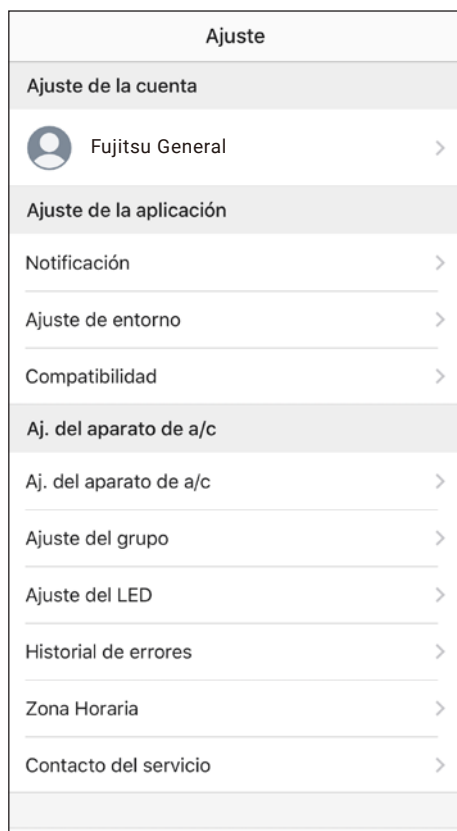 Ajuste
Ajuste de la cuenta
Fujitsu General
Ajuste de la aplicación
Notificación
Ajuste de entorno
Compatibilidad
Aj. del aparato de a/c
Aj. del aparato de a/c
Ajuste del grupo
Ajuste del LED
Historial de errores
Zona Horaria
Contacto del servicio